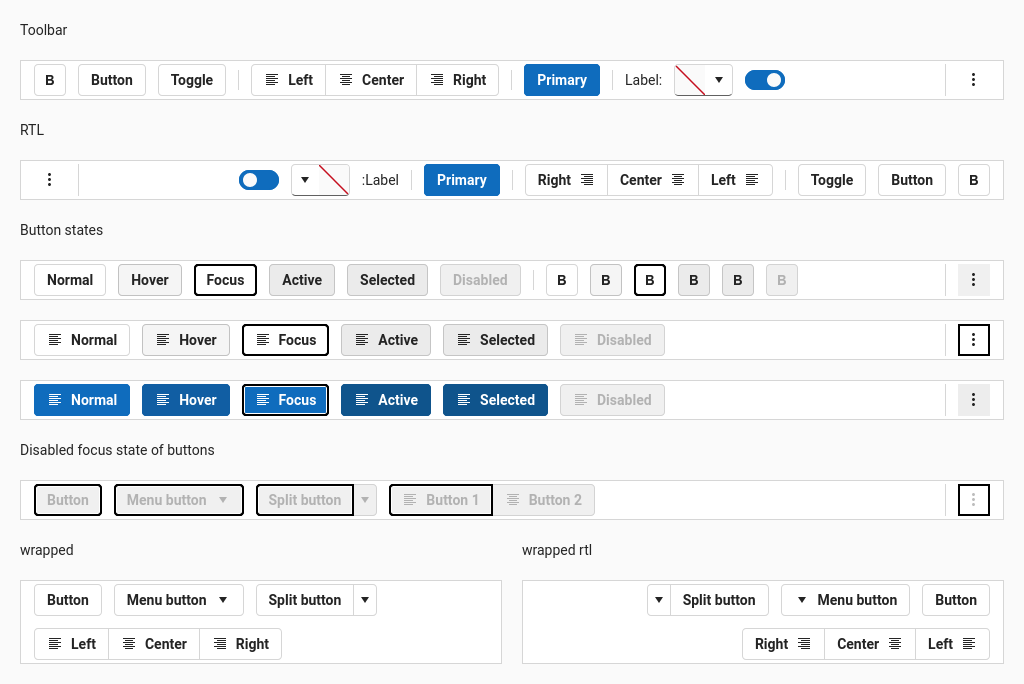 Toolbar
B Button Toggle Left Center Right Primary Label:
RTL
:Label Primary Right Center Left Toggle Button B
Button states
Normal Hover Focus Active Selected Disabled B B B B B B
Normal Hover Focus Active Selected Disabled
Normal Hover Focus Active Selected Disabled
Disabled focus state of buttons
Button Menu button Split button Button 1 Button 2
wrapped
Button Menu button Split button
Left Center Right
wrapped rtl
Split button Menu button Button
Right Center Left